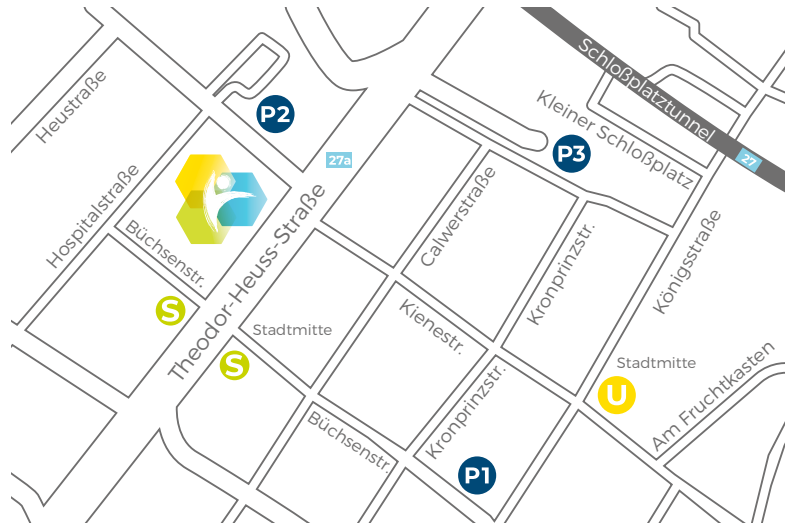 Schloßplatztunnel
Heustraße
P2
Kleiner Schloßplatz
P3
27a
27
Hospitalstraße
Büchsenstr.
Calwerstraße
Königsstraße
Theodor-Heuss-Straße
Kronprinzstr.
S
Stadtmitte
Kienestr.
S
Stadtmitte
U
Am Fruchtkasten
Kronprinzstr.
Büchsenstr.
P1